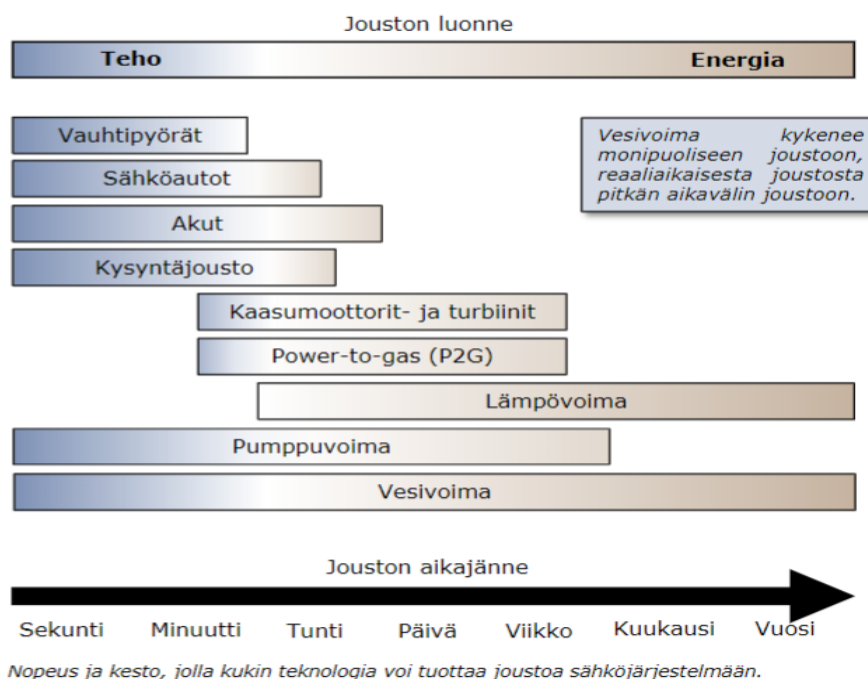 Jouston luonne
Teho Energia
Vauhtipyörät
Sähköautot
Akut
Kysyntäjousto
Kaasumoottorit- ja turbiinit
Power-to-gas (P2G)
Lämpövoima
Pumppuvoima
Vesivoima
Vesivoima kykenee
monipuoliseen joustoon,
reaaliaikaisesta joustosta
pitkän aikavälin joustoon.
Jouston aikajänne
Sekunti Minuutti Tunti Päivä Viikko Kuukausi Vuosi
Nopeus ja kesto, jolla kukin teknologia voi tuottaa joustoa sähköjärjestelmään.